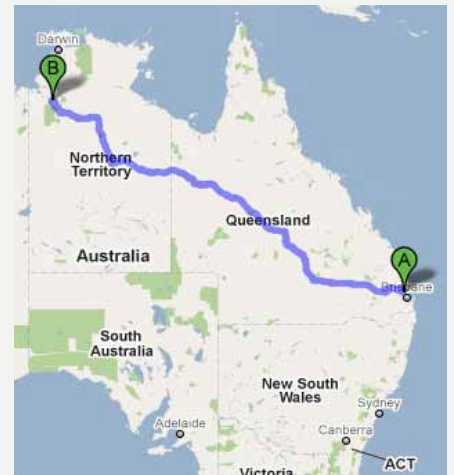 Darwin
B
Northern
Territory
Queensland
Australia
A
Brisbane
South
Australia
New South
Wales
Sydney
Adelaide
Canberra
ACT
Victoria